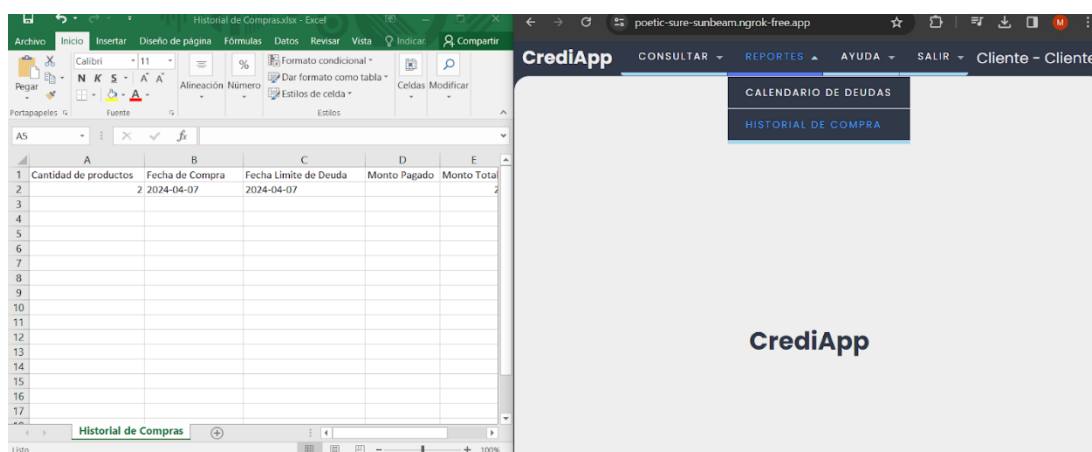 Historial de Compras.xlsx - Excel
Archivo Inicio Insertar Diseño de página Fórmulas Datos Revisar Vista Indicar. Compartir
Pegar
Calibri 11
N K S A A
A
Alineación Número
Formato condicional
Dar formato como tabla
Estilos de celda
Celdas Modificar
Portapapeles Fuente Estilos
A5 fx
A B C D E
1 Cantidad de productos Fecha de Compra Fecha Limite de Deuda Monto Pagado Monto Total
2 2 2024-04-07 2024-04-07 2
3
4
5
6
7
8
9
10
11
12
13
14
15
16
17
Historial de Compras
Listo 100%
poetic-sure-sunbeam.ngrok-free.app M
CrediApp CONSULTAR REPORTES AYUDA SALIR Cliente - Cliente
CALENDARIO DE DEUDAS
HISTORIAL DE COMPRA
CrediApp